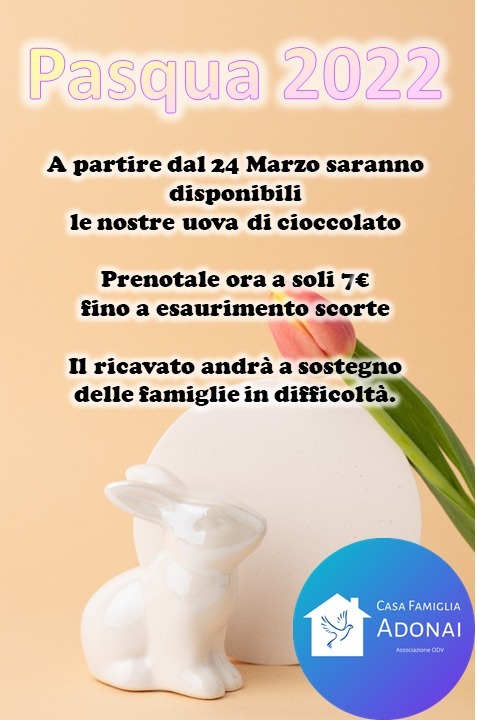 Pasqua 2022
A partire dal 24 Marzo saranno
disponibili
le nostre uova di cioccolato
Prenotale ora a soli 7€
fino a esaurimento scorte
Il ricavato andrà a sostegno
delle famiglie in difficoltà.
Casa Famiglia
Adonai
Associazione ODV